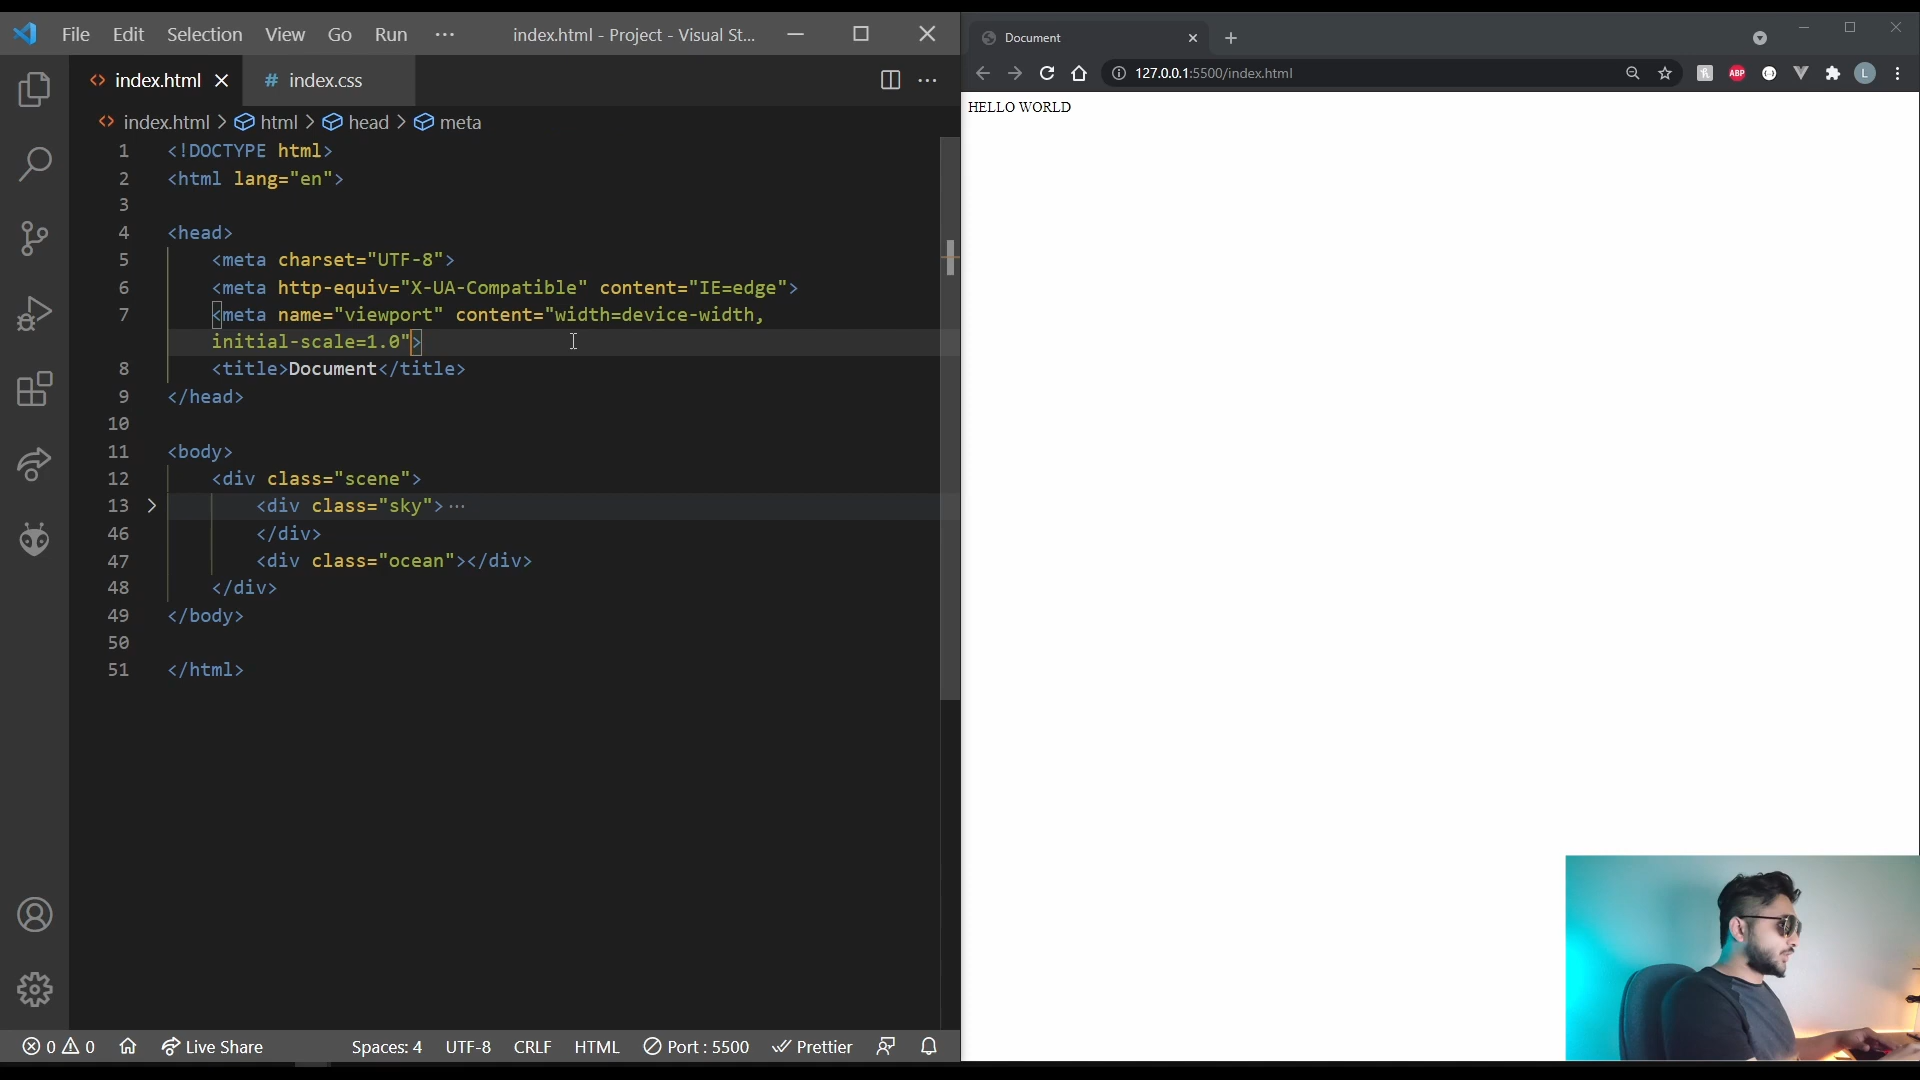 File Edit Selection View Go Run ··· index.html - Project - Visual St...
index.html index.css
index.html > html > head > meta
1 <!DOCTYPE html>
2 <html lang="en">
3
4 <head>
5 <meta charset="UTF-8">
6 <meta http-equiv="X-UA-Compatible" content="IE=edge">
7 <meta name="viewport" content="width=device-width,
initial-scale=1.0">
8 <title>Document</title>
9 </head>
10
11 <body>
12 <div class="scene">
13 <div class="sky">···
46 </div>
47 <div class="ocean"></div>
48 </div>
49 </body>
50
51 </html>
0 0 Live Share Spaces: 4 UTF-8 CRLF HTML Port : 5500 Prettier
Document
127.0.0.1:5500/index.html ABP L
HELLO WORLD